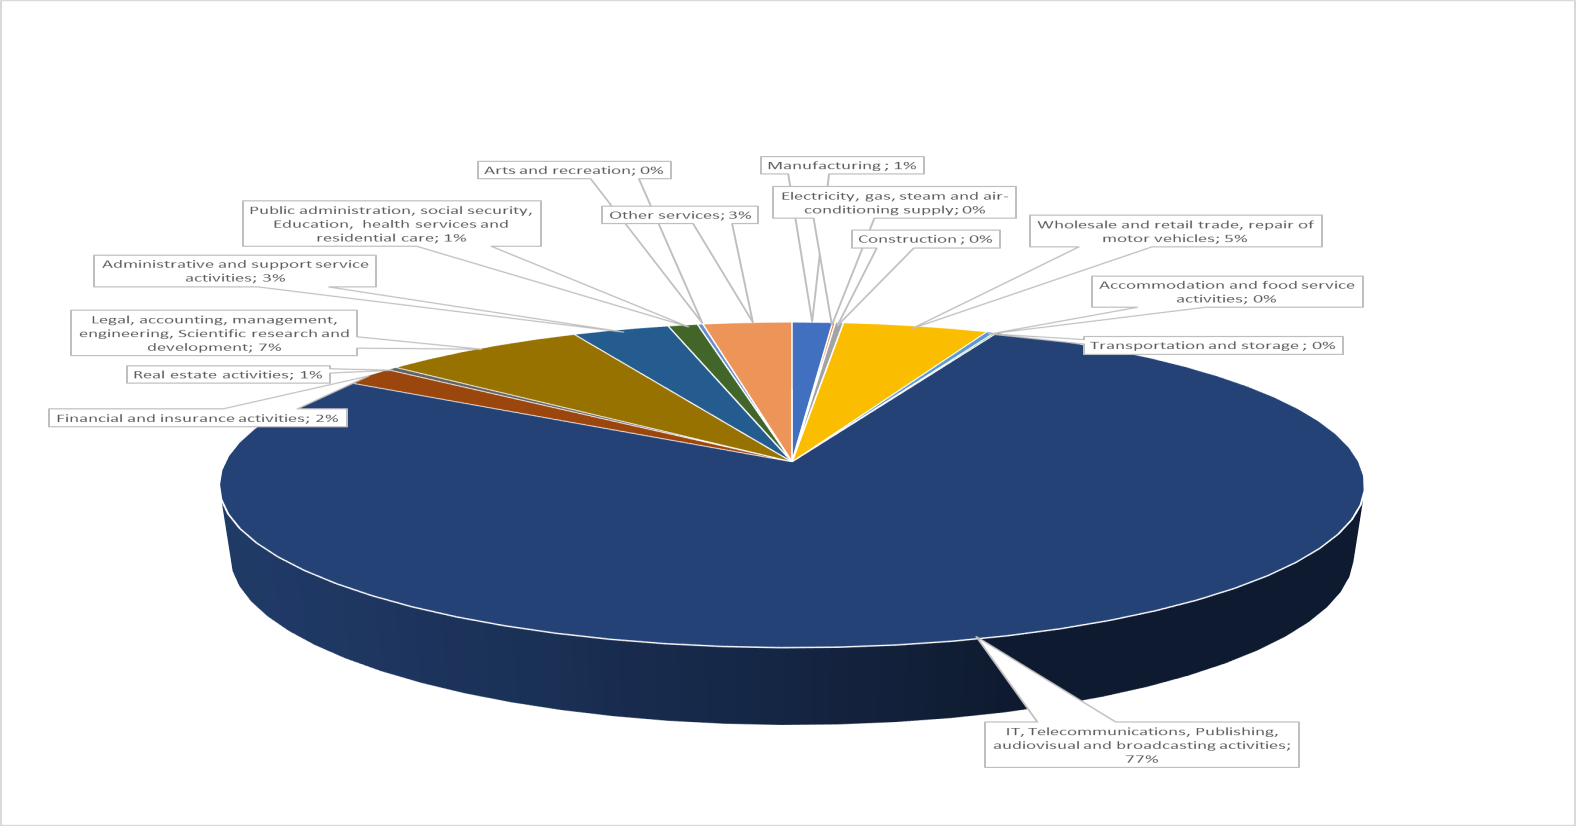 Arts and recreation; 0%
Manufacturing ; 1%
Electricity, gas, steam and air-
conditioning supply; 0%
Public administration, social security,
Education, health services and
residential care; 1%
Other services; 3%
Construction ; 0%
Wholesale and retail trade, repair of
motor vehicles; 5%
Administrative and support service
activities; 3%
Accommodation and food service
activities; 0%
Legal, accounting, management,
engineering, Scientific research and
development; 7%
Transportation and storage ; 0%
Real estate activities; 1%
Financial and insurance activities; 2%
IT, Telecommunications, Publishing,
audiovisual and broadcasting activities;
77%